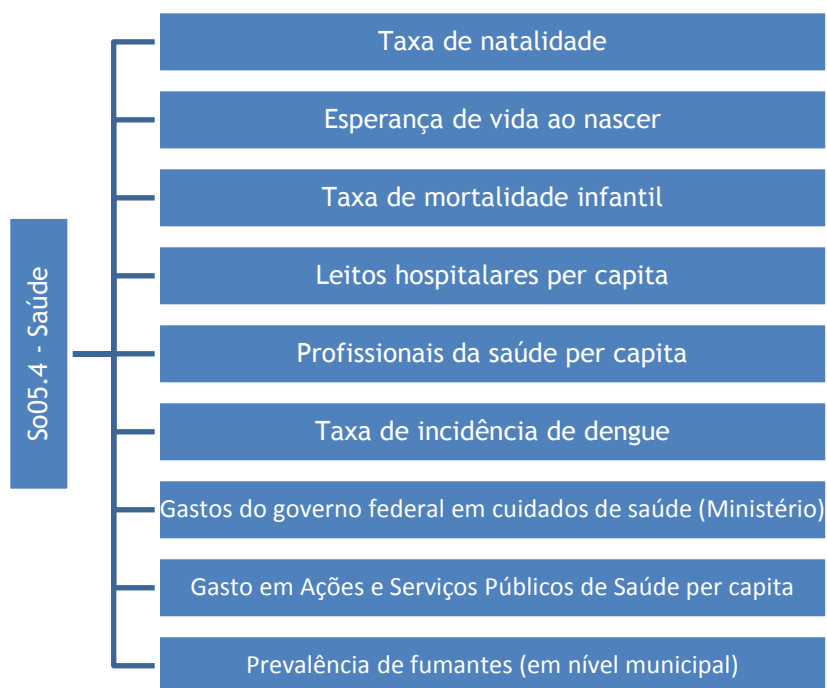 So05.4 - Saúde
Taxa de natalidade
Esperança de vida ao nascer
Taxa de mortalidade infantil
Leitos hospitalares per capita
Profissionais da saúde per capita
Taxa de incidência de dengue
Gastos do governo federal em cuidados de saúde (Ministério)
Gasto em Ações e Serviços Públicos de Saúde per capita
Prevalência de fumantes (em nível municipal)